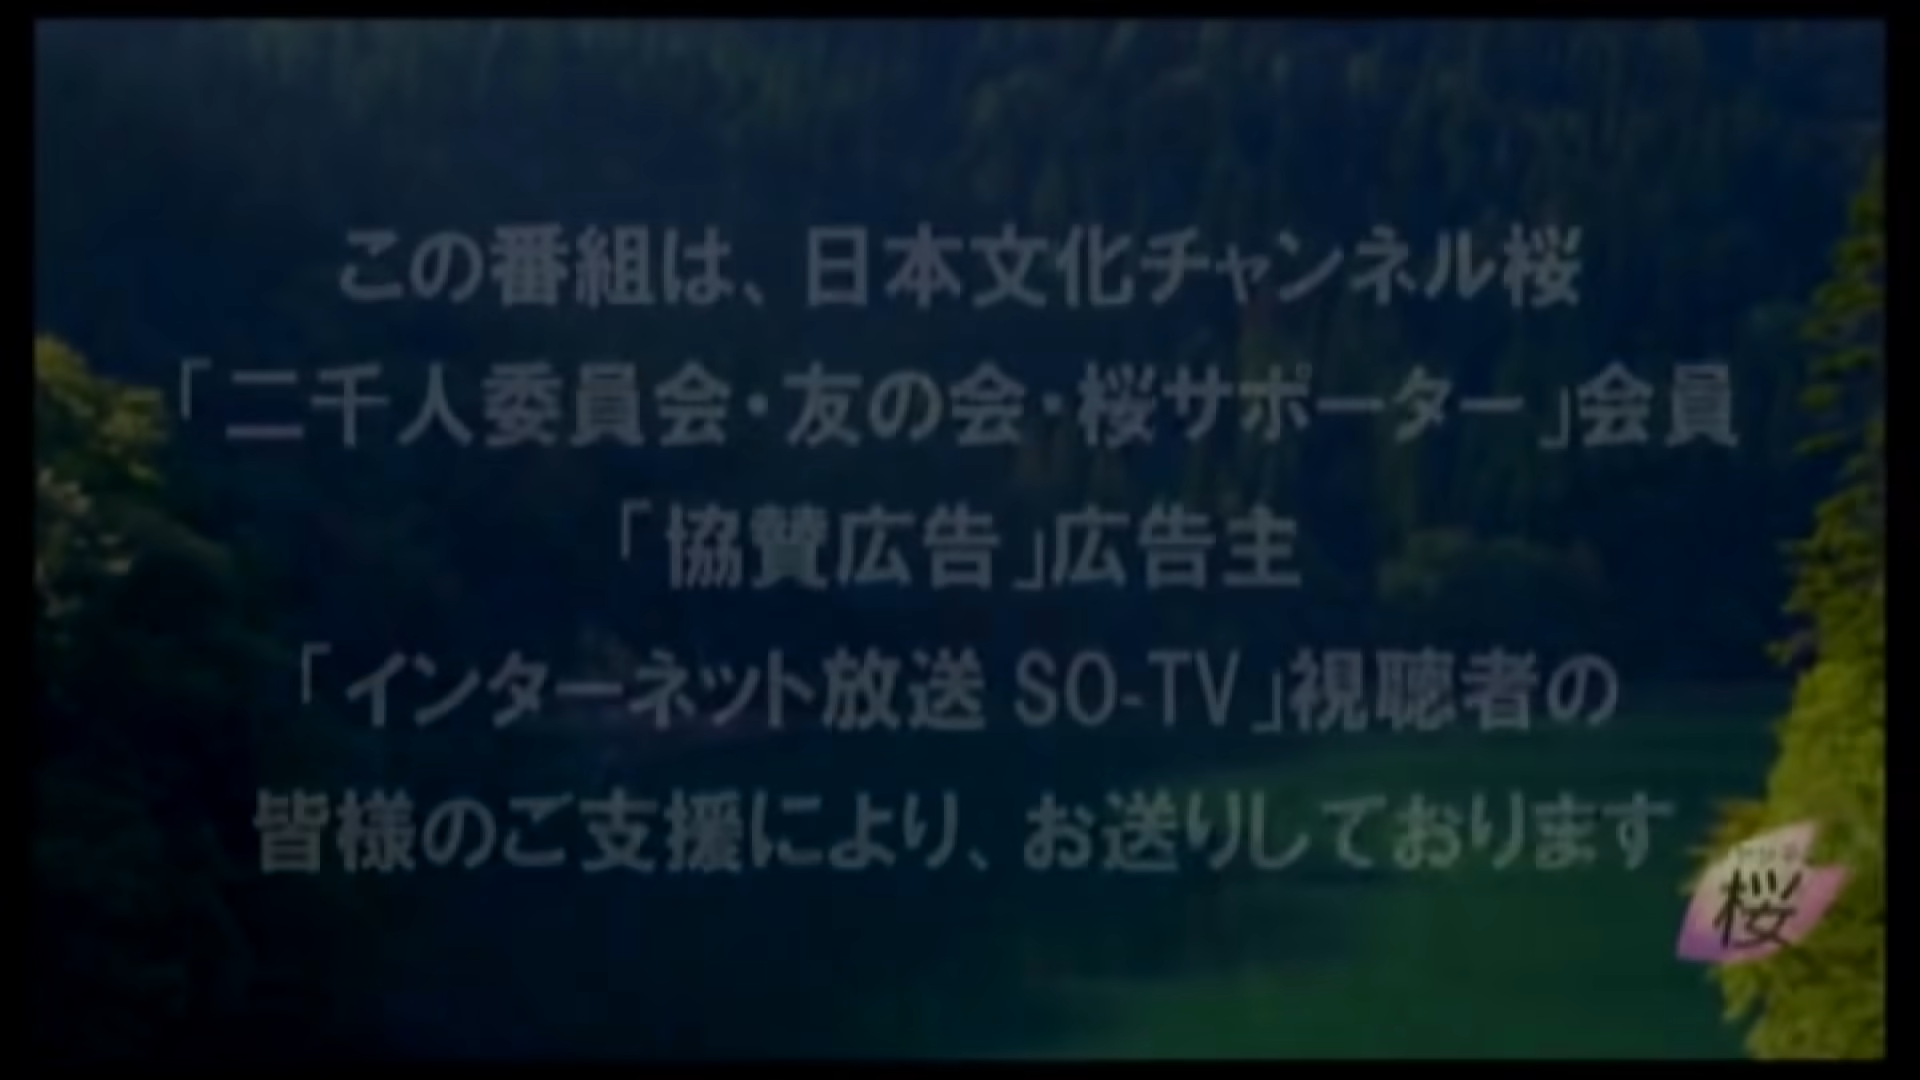 この番組は、日本文化チャンネル桜
「二千人委員会・友の会・桜サポーター」会員
「協賛広告」広告主
「インターネット放送 SO-TV」視聴者の
皆様のご支援により、お送りしております
桜